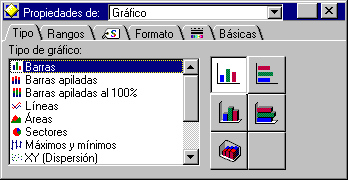 Propiedades de: Gráfico
Tipo Rangos Formato Básicas
Tipo de gráfico:
Barras
Barras apiladas
Barras apiladas al 100%
Líneas
Áreas
Sectores
Máximos y mínimos
XY (Dispersión)